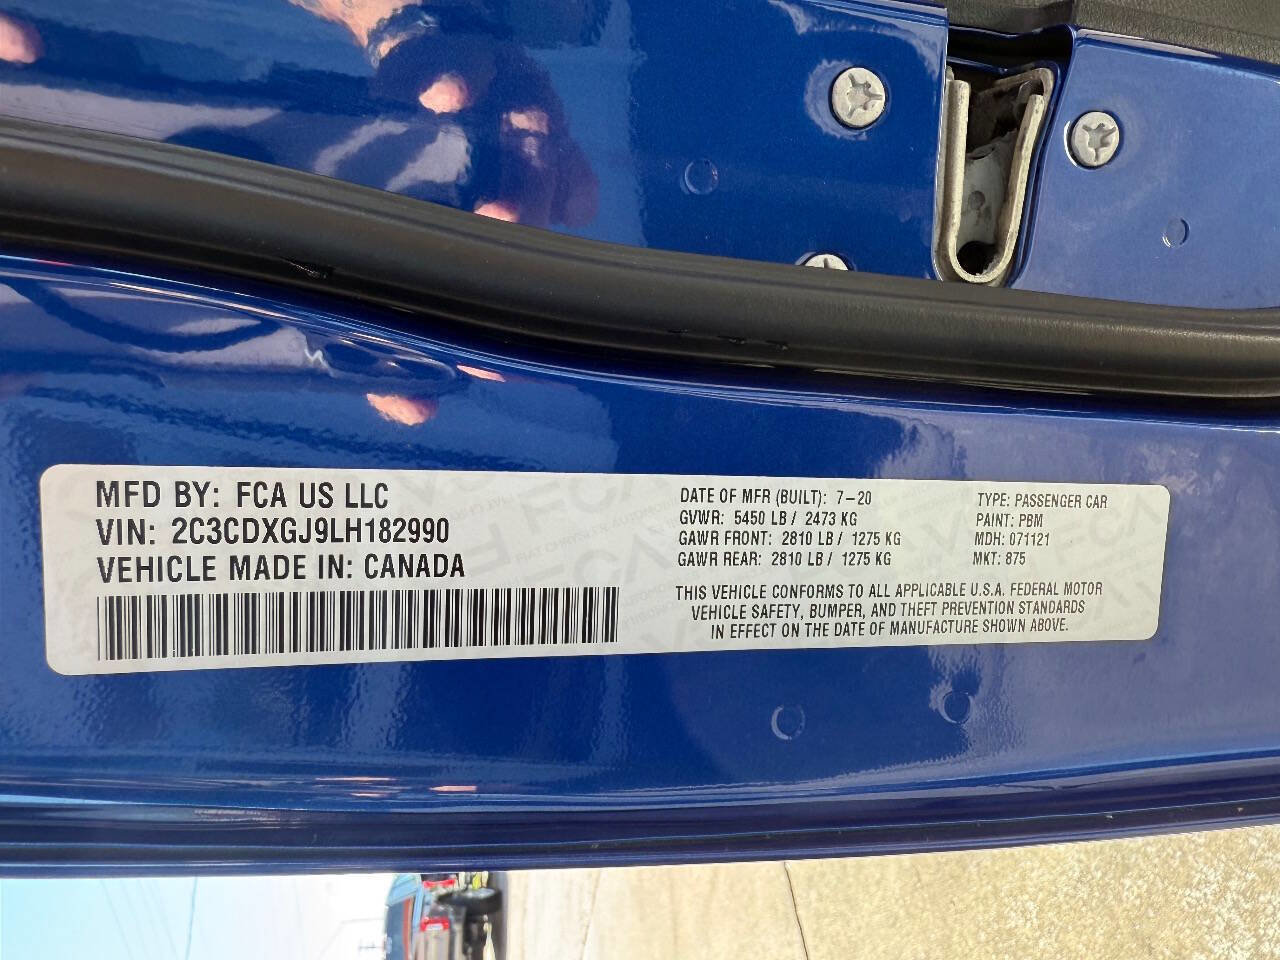 MFD BY: FCA US LLC
VIN: 2C3CDXGJ9LH182990
VEHICLE MADE IN: CANADA
DATE OF MFR (BUILT): 7-20
GVWR: 5450 LB / 2473 KG
GAWR FRONT: 2810 LB / 1275 KG
GAWR REAR: 2810 LB / 1275 KG
TYPE: PASSENGER CAR
PAINT: PBM
MDH: 071121
MKT: 875
THIS VEHICLE CONFORMS TO ALL APPLICABLE U.S.A. FEDERAL MOTOR
VEHICLE SAFETY, BUMPER, AND THEFT PREVENTION STANDARDS
IN EFFECT ON THE DATE OF MANUFACTURE SHOWN ABOVE.